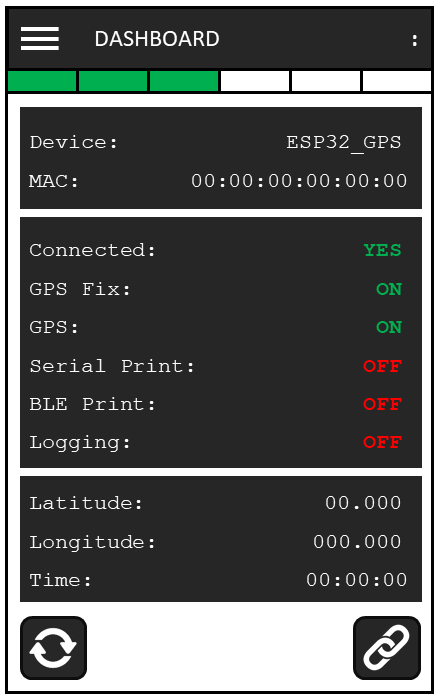 DASHBOARD :
Device: ESP32_GPS
MAC: 00:00:00:00:00:00
Connected: YES
GPS Fix: ON
GPS: ON
Serial Print: OFF
BLE Print: OFF
Logging: OFF
Latitude: 00.000
Longitude: 000.000
Time: 00:00:00